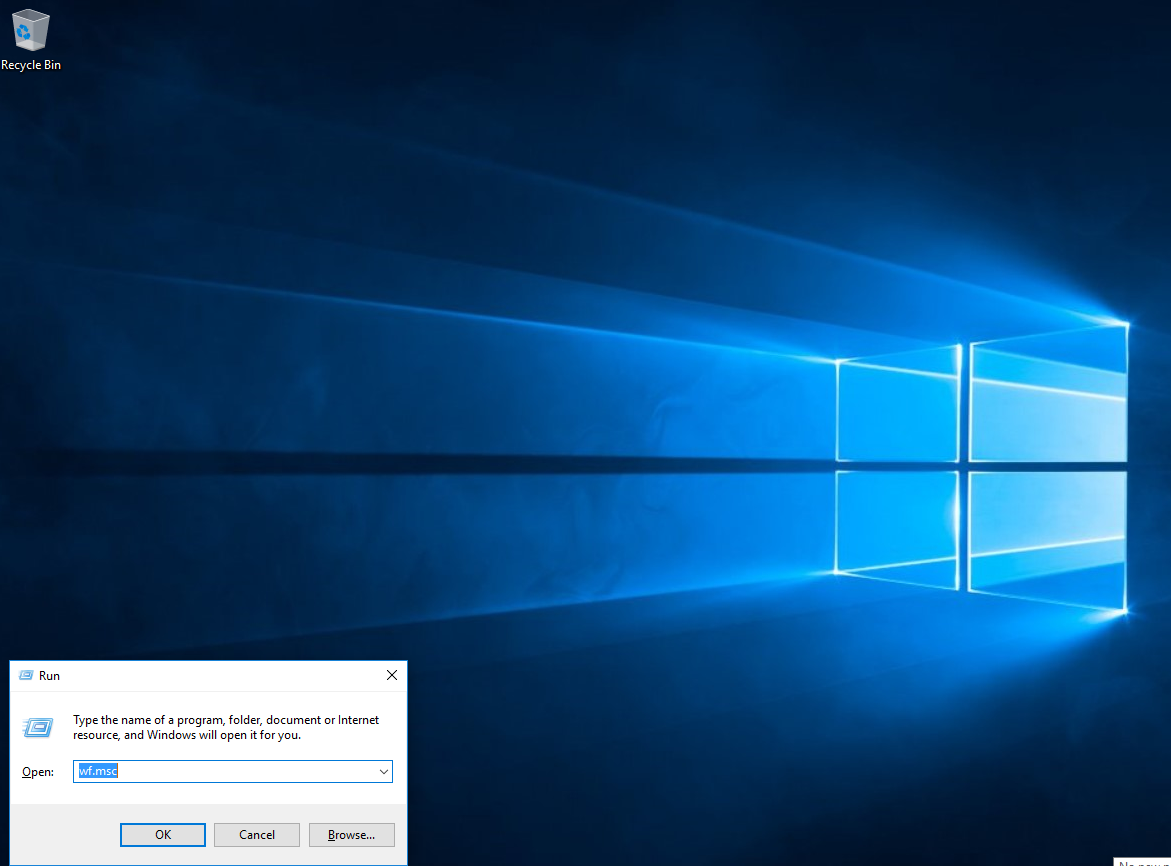 Recycle Bin
Run
Type the name of a program, folder, document or Internet
resource, and Windows will open it for you.
Open:
wf.msc
OK
Cancel
Browse...